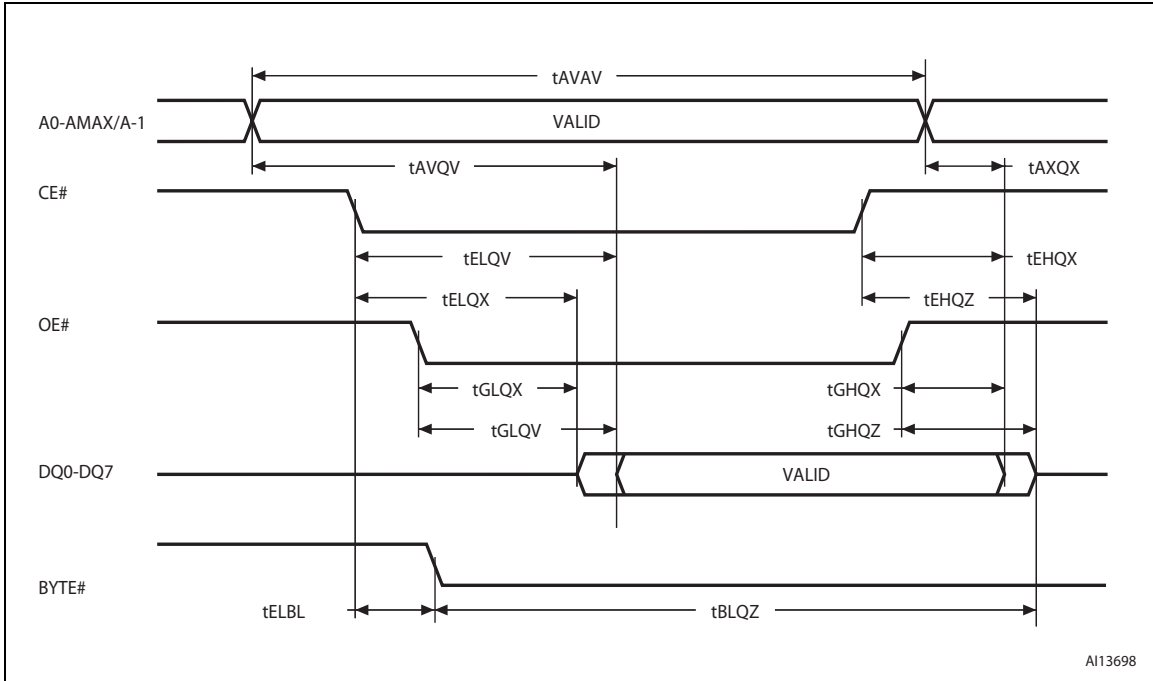 tAVAV
A0-AMAX/A-1
VALID
tAVQV
tAXQX
CE#
tELQV
tEHQX
tELQX
tEHQZ
OE#
tGLQX
tGHQX
tGLQV
tGHQZ
DQ0-DQ7
VALID
BYTE#
tELBL
tBLQZ
AI13698